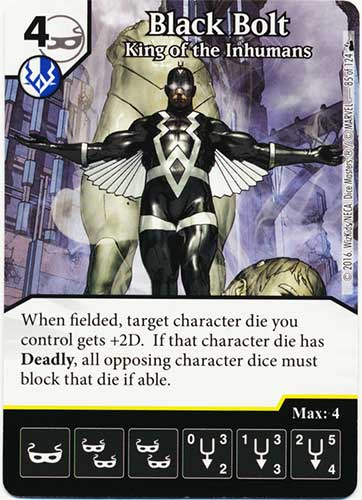 4
Black Bolt
King of the Inhumans
85 of 124
© 2016 WizKids/NECA. Dice Masters
MARVEL
When fielded, target character die you
control gets +2D. If that character die has
Deadly, all opposing character dice must
block that die if able.
Max: 4
0 3 2
1 3 3
2 5 4